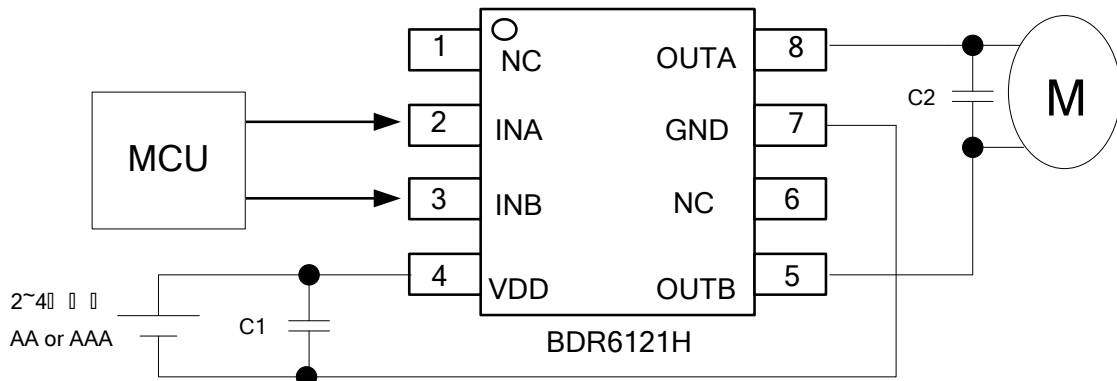 1
NC
OUTA
8
C2
M
MCU
2
INA
GND
7
3
INB
NC
6
4
VDD
OUTB
5
2~4
AA or AAA
C1
BDR6121H